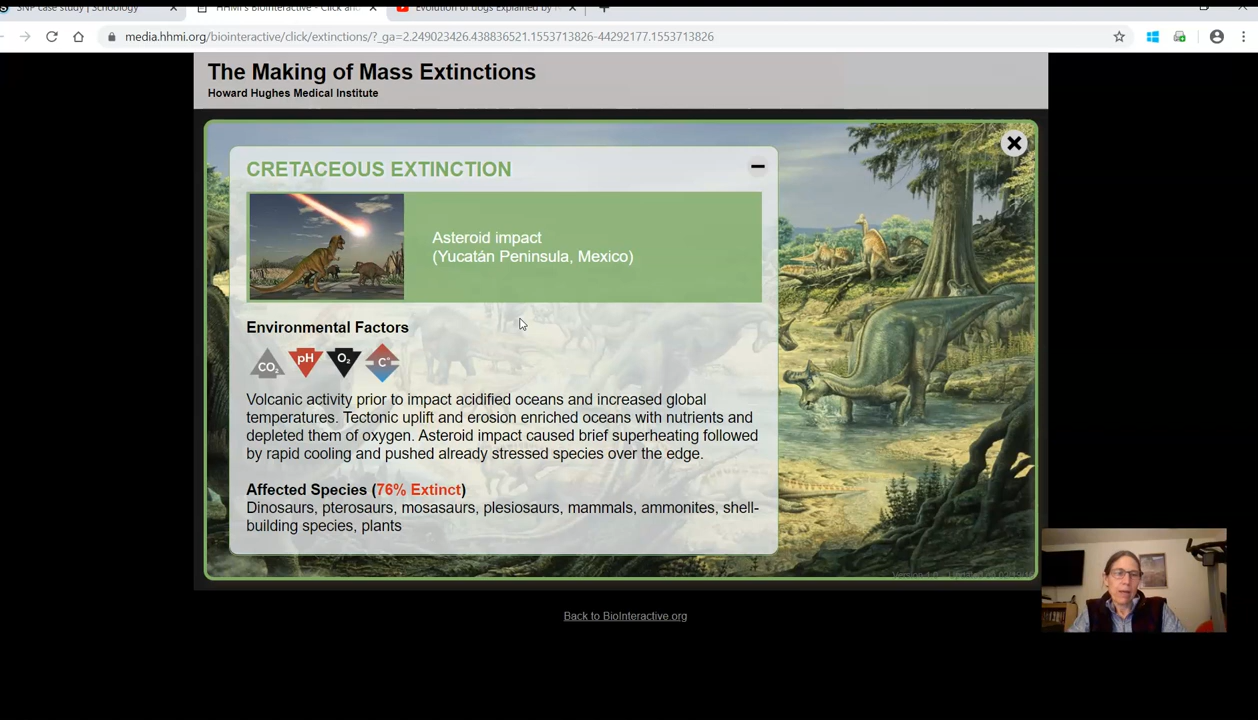 SNP case study | Schoology
HHMI's BioInteractive - Click and
Evolution of dogs Explained by
media.hhmi.org/biointeractive/click/extinctions/?_ga=2.249023426.438836521.1553713826-44292177.1553713826
The Making of Mass Extinctions
Howard Hughes Medical Institute
CRETACEOUS EXTINCTION
Asteroid impact
(Yucatán Peninsula, Mexico)
Environmental Factors
CO₂ pH O₂ C°
Volcanic activity prior to impact acidified oceans and increased global
temperatures. Tectonic uplift and erosion enriched oceans with nutrients and
depleted them of oxygen. Asteroid impact caused brief superheating followed
by rapid cooling and pushed already stressed species over the edge.
Affected Species (76% Extinct)
Dinosaurs, pterosaurs, mosasaurs, plesiosaurs, mammals, ammonites, shell-
building species, plants
Back to BioInteractive.org